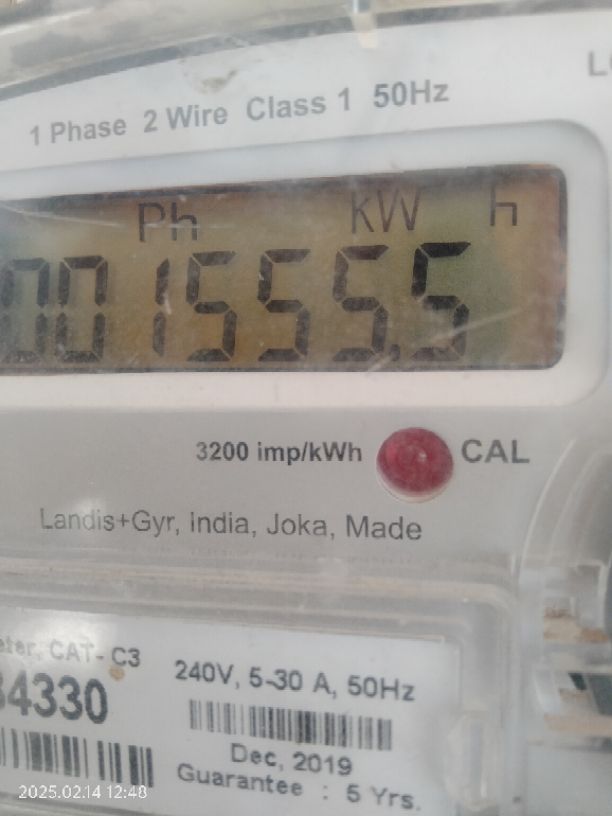 1 Phase 2 Wire Class 1 50Hz
Ph kW h
001555.5
3200 imp/kWh CAL
Landis+Gyr, India, Joka, Made
CAT-C3
240V, 5-30 A, 50Hz
34330
Dec, 2019
Guarantee : 5 Yrs.
2025.02.14 12:48